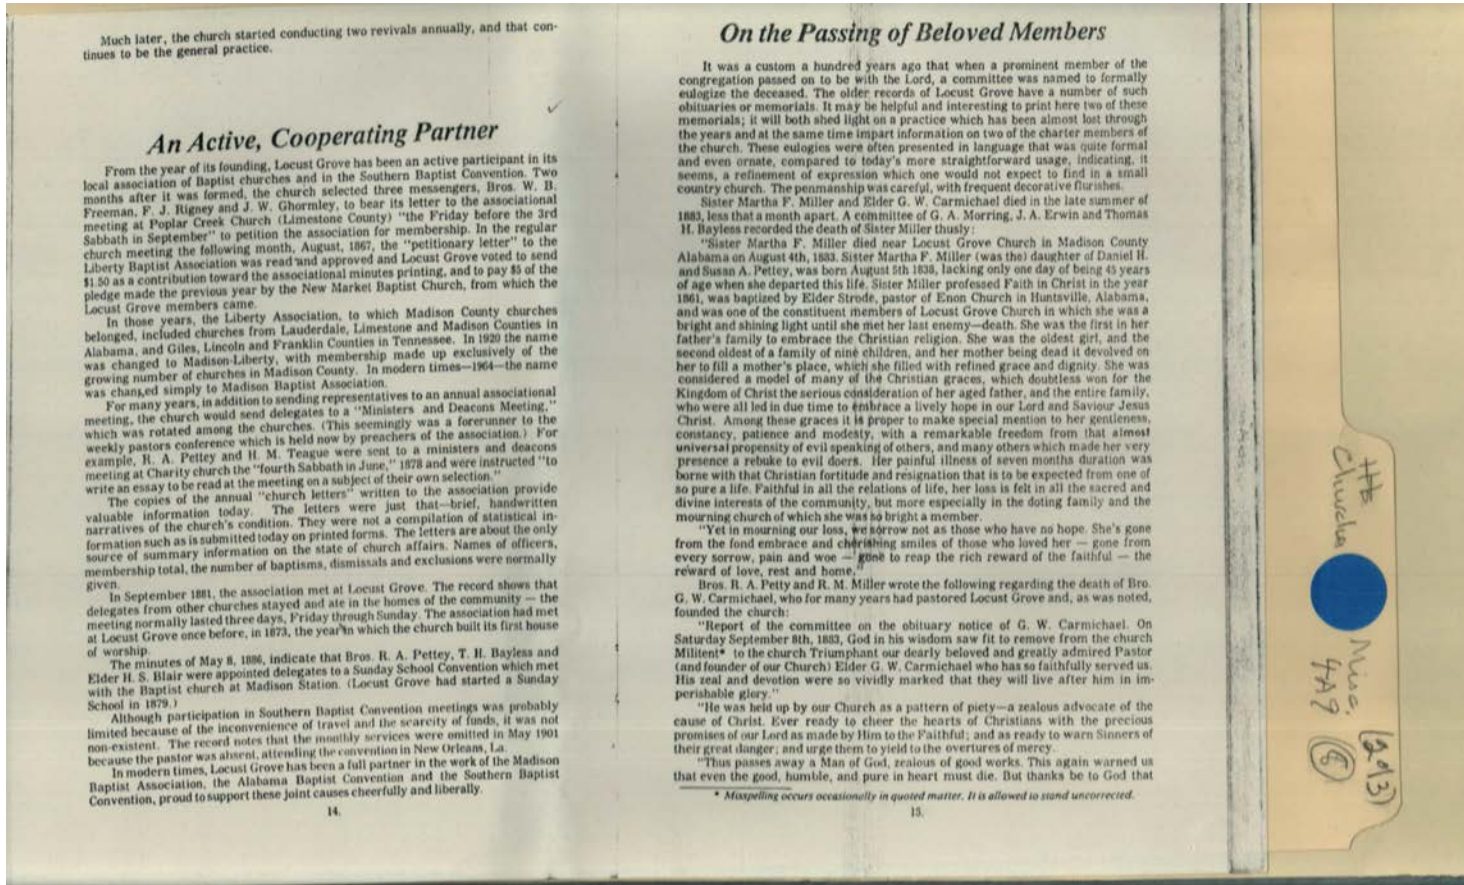 Much later, the church started conducting two revivals annually, and that con-
tinues to be the general practice.
An Active, Cooperating Partner
From the year of its founding, Locust Grove has been an active participant in its
local association of Baptist churches and in the Southern Baptist Convention. Two
months after it was formed, the church selected three messengers, Bros. W. B.
Freeman, F. J. Rigney and J. W. Ghormley, to bear its letter to the associational
meeting at Poplar Creek Church (Limestone County) "the Friday before the 3rd
Sabbath in September" to petition the association for membership. In the regular
church meeting the following month, August, 1867, the "petitionary letter" to the
Liberty Baptist Association was read and approved and Locust Grove voted to send
$1.50 as a contribution toward the associational minutes printing, and to pay $5 of the
pledge made the previous year by the New Market Baptist Church, from which the
Locust Grove members came.
In those years, the Liberty Association, to which Madison County churches
belonged, included churches from Lauderdale, Limestone and Madison Counties in
Alabama, and Giles, Lincoln and Franklin Counties in Tennessee. In 1920 the name
was changed to Madison-Liberty, with membership made up exclusively of the
growing number of churches in Madison County. In modern times—1964—the name
was changed simply to Madison Baptist Association.
For many years, in addition to sending representatives to an annual associational
meeting, the church would send delegates to a "Ministers and Deacons Meeting,"
which was rotated among the churches. (This seemingly was a forerunner to the
weekly pastors conference which is held now by preachers of the association.) For
example, R. A. Pettey and H. M. Teague were sent to a ministers and deacons
meeting at Charity church the "fourth Sabbath in June," 1878 and were instructed "to
write an essay to be read at the meeting on a subject of their own selection."
The copies of the annual "church letters" written to the association provide
valuable information today. The letters were just that—brief, handwritten
narratives of the church's condition. They were not a compilation of statistical in-
formation such as is submitted today on printed forms. The letters are about the only
source of summary information on the state of church affairs. Names of officers,
membership total, the number of baptisms, dismissals and exclusions were normally
given.
In September 1881, the association met at Locust Grove. The record shows that
delegates from other churches stayed and ate in the homes of the community — the
meeting normally lasted three days, Friday through Sunday. The association had met
at Locust Grove once before, in 1873, the year in which the church built its first house
of worship.
The minutes of May 8, 1886, indicate that Bros. R. A. Pettey, T. H. Bayless and
Elder H. S. Blair were appointed delegates to a Sunday School Convention which met
with the Baptist church at Madison Station. (Locust Grove had started a Sunday
School in 1879.)
Although participation in Southern Baptist Convention meetings was probably
limited because of the inconvenience of travel and the scarcity of funds, it was not
non-existent. The record notes that the monthly services were omitted in May 1901
because the pastor was absent, attending the convention in New Orleans, La.
In modern times, Locust Grove has been a full partner in the work of the Madison
Baptist Association, the Alabama Baptist Convention and the Southern Baptist
Convention, proud to support these joint causes cheerfully and liberally.
14.
On the Passing of Beloved Members
It was a custom a hundred years ago that when a prominent member of the
congregation passed on to be with the Lord, a committee was named to formally
eulogize the deceased. The older records of Locust Grove have a number of such
obituaries or memorials. It may be helpful and interesting to print here two of these
memorials; it will both shed light on a practice which has been almost lost through
the years and at the same time impart information on two of the charter members of
the church. These eulogies were often presented in language that was quite formal
and even ornate, compared to today's more straightforward usage, indicating, it
seems, a refinement of expression which one would not expect to find in a small
country church. The penmanship was careful, with frequent decorative flurishes.
Sister Martha F. Miller and Elder G. W. Carmichael died in the late summer of
1883, less that a month apart. A committee of G. A. Morring, J. A. Erwin and Thomas
H. Bayless recorded the death of Sister Miller thusly:
"Sister Martha F. Miller died near Locust Grove Church in Madison County
Alabama on August 4th, 1883. Sister Martha F. Miller (was the) daughter of Daniel H.
and Susan A. Pettey, was born August 5th 1838, lacking only one day of being 45 years
of age when she departed this life. Sister Miller professed Faith in Christ in the year
1861, was baptized by Elder Strode, pastor of Enon Church in Huntsville, Alabama,
and was one of the constituent members of Locust Grove Church in which she was a
bright and shining light until she met her last enemy—death. She was the first in her
father's family to embrace the Christian religion. She was the oldest girl, and the
second oldest of a family of nine children, and her mother being dead it devolved on
her to fill a mother's place, which she filled with refined grace and dignity. She was
considered a model of many of the Christian graces, which doubtless won for the
Kingdom of Christ the serious consideration of her aged father, and the entire family,
who were all led in due time to embrace a lively hope in our Lord and Saviour Jesus
Christ. Among these graces it is proper to make special mention to her gentleness,
constancy, patience and modesty, with a remarkable freedom from that almost
universal propensity of evil speaking of others, and many others which made her very
presence a rebuke to evil doers. Her painful illness of seven months duration was
borne with that Christian fortitude and resignation that is to be expected from one of
so pure a life. Faithful in all the relations of life, her loss is felt in all the sacred and
divine interests of the community, but more especially in the doting family and the
mourning church of which she was so bright a member.
"Yet in mourning our loss, we sorrow not as those who have no hope. She's gone
from the fond embrace and cherishing smiles of those who loved her — gone from
every sorrow, pain and woe — gone to reap the rich reward of the faithful — the
reward of love, rest and home."
Bros. R. A. Petty and R. M. Miller wrote the following regarding the death of Bro.
G. W. Carmichael, who for many years had pastored Locust Grove and, as was noted,
founded the church:
"Report of the committee on the obituary notice of G. W. Carmichael. On
Saturday September 8th, 1883, God in his wisdom saw fit to remove from the church
Militent* to the church Triumphant our dearly beloved and greatly admired Pastor
(and founder of our Church) Elder G. W. Carmichael who has so faithfully served us.
His zeal and devotion were so vividly marked that they will live after him in im-
perishable glory."
"He was held up by our Church as a pattern of piety—a zealous advocate of the
cause of Christ. Ever ready to cheer the hearts of Christians with the precious
promises of our Lord as made by Him to the Faithful; and as ready to warn Sinners of
their great danger; and urge them to yield to the overtures of mercy.
"Thus passes away a Man of God, zealous of good works. This again warned us
that even the good, humble, and pure in heart must die. But thanks be to God that
* Misspelling occurs occasionally in quoted matter. It is allowed to stand uncorrected.
15.
Churches
Misc. (2 of 3)
4A9 (8)